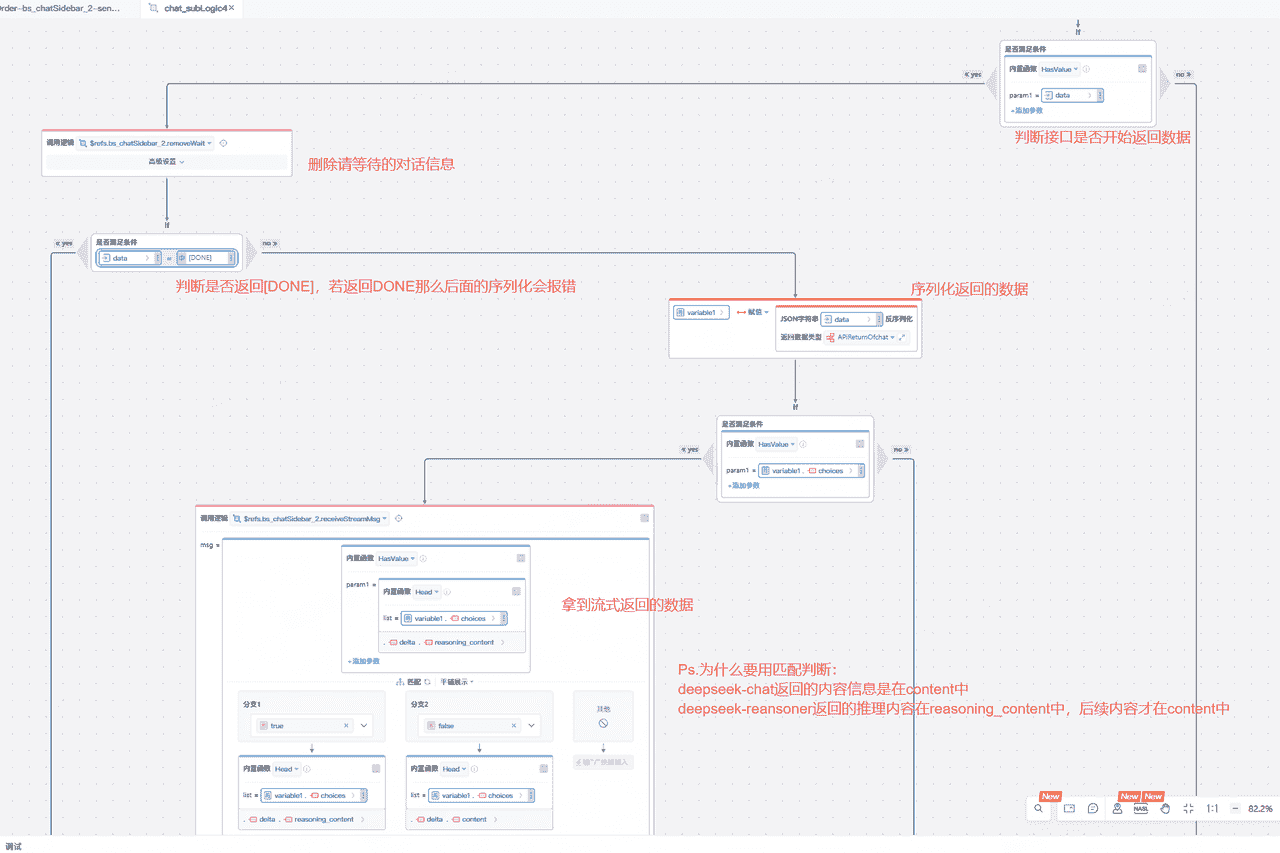 order-bs_chatSidebar_2-sen...
chat_subLogic4
if
是否满足条件
内置函数 HasValue
« yes
no »
param1 = data
+添加参数
判断接口是否开始返回数据
调用逻辑 $refs.bs_chatSidebar_2.removeWait
高级设置
删除请等待的对话信息
if
« yes
是否满足条件
no »
data = [DONE]
判断是否返回[DONE]，若返回DONE那么后面的序列化会报错
序列化返回的数据
variable1 赋值 JSON字符串 data 反序列化
返回数据类型 APIReturnOfchat
if
是否满足条件
内置函数 HasValue
« yes
no »
param1 = variable1 . choices
+添加参数
调用逻辑 $refs.bs_chatSidebar_2.receiveStreamMsg
msg =
内置函数 HasValue
param1 =
内置函数 Head
list = variable1 . choices
. delta . reasoning_content
+添加参数
拿到流式返回的数据
匹配 平铺展示
Ps.为什么要用匹配判断：
deepseek-chat返回的内容信息是在content中
deepseek-reansoner返回的推理内容在reasoning_content中，后续内容才在content中
分支1
分支2
其他
true
false
内置函数 Head
内置函数 Head
list = variable1 . choices
list = variable1 . choices
. delta . reasoning_content
. delta . content
New
New
New
NASL
1:1
82.2%
调试